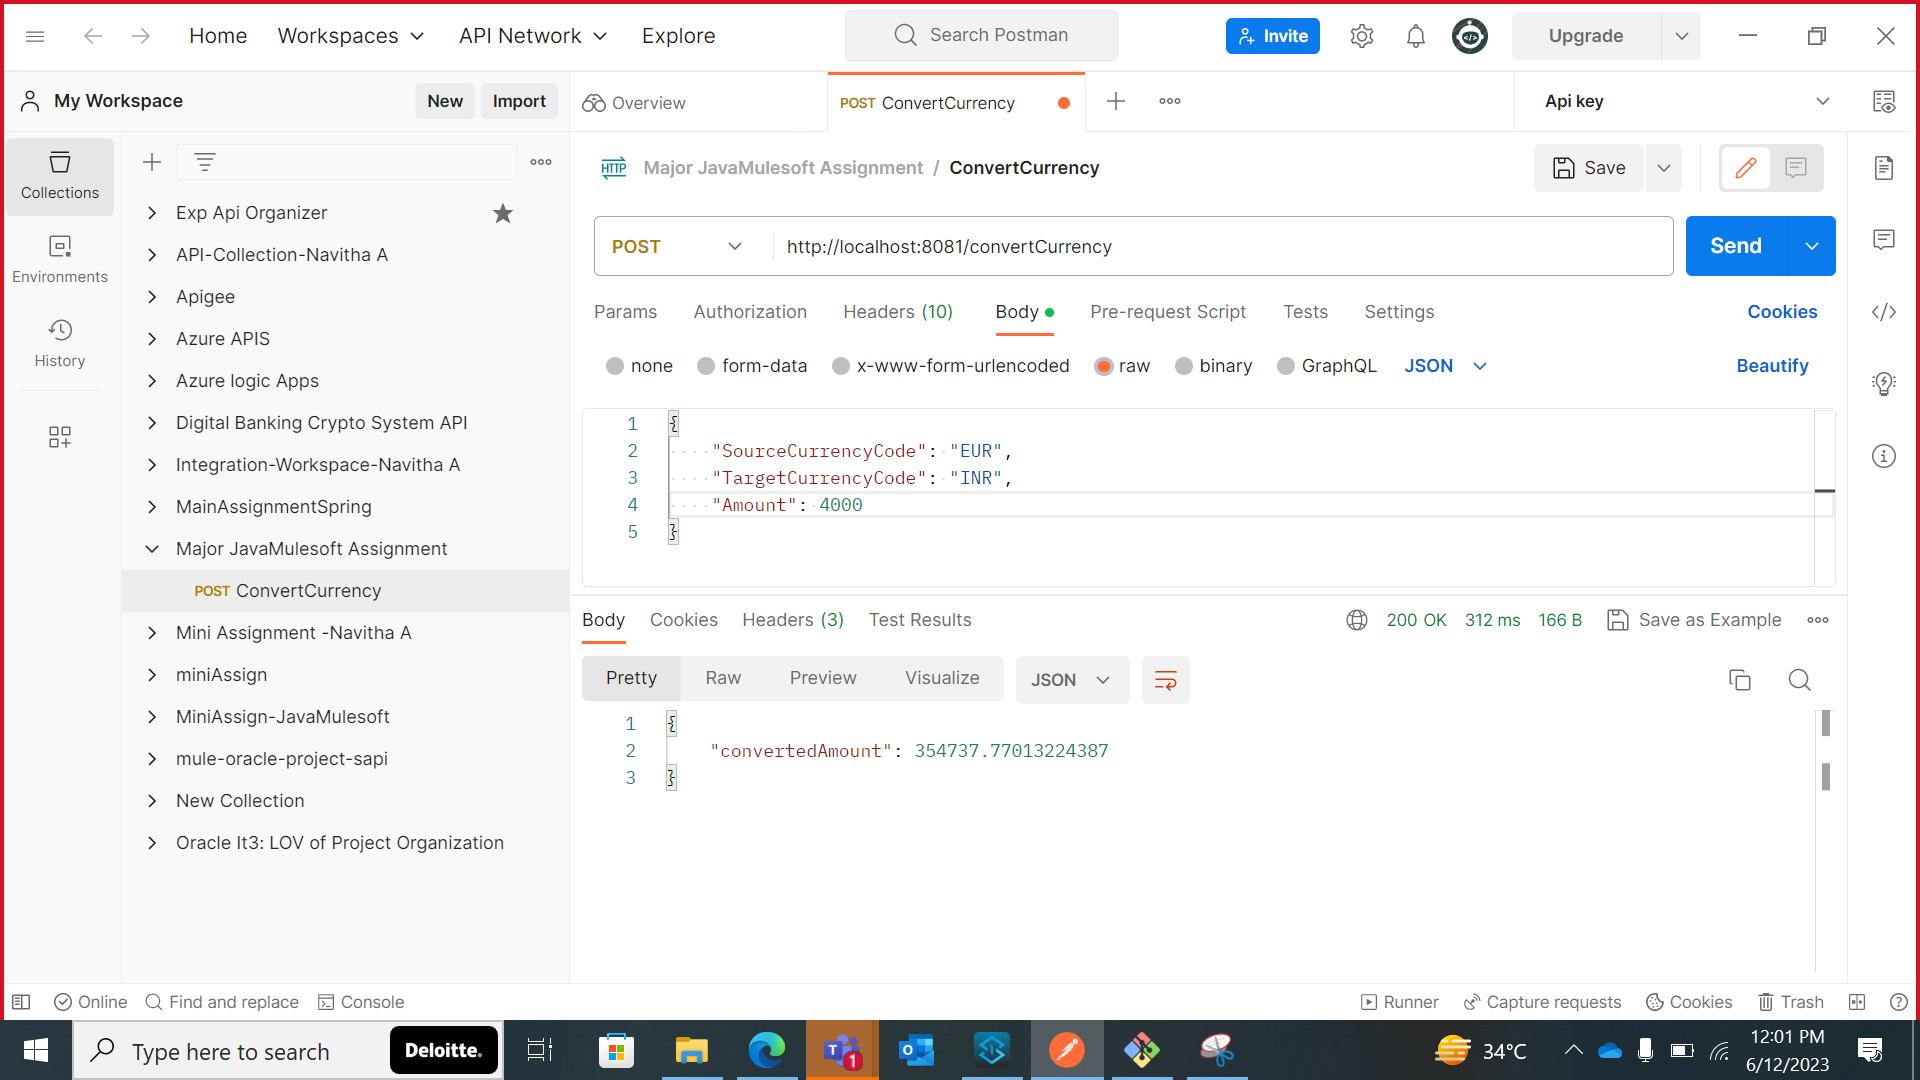 Home Workspaces API Network Explore Search Postman Invite Upgrade
My Workspace New Import Overview POST ConvertCurrency Api key
Collections
Environments
History
Exp Api Organizer
API-Collection-Navitha A
Apigee
Azure APIS
Azure logic Apps
Digital Banking Crypto System API
Integration-Workspace-Navitha A
MainAssignmentSpring
Major JavaMulesoft Assignment
POST ConvertCurrency
Mini Assignment -Navitha A
miniAssign
MiniAssign-JavaMulesoft
mule-oracle-project-sapi
New Collection
Oracle It3: LOV of Project Organization
HTTP Major JavaMulesoft Assignment / ConvertCurrency Save
POST http://localhost:8081/convertCurrency Send
Params Authorization Headers (10) Body Pre-request Script Tests Settings Cookies
none form-data x-www-form-urlencoded raw binary GraphQL JSON Beautify
1 {
2 "SourceCurrencyCode": "EUR",
3 "TargetCurrencyCode": "INR",
4 "Amount": 4000
5 }
Body Cookies Headers (3) Test Results 200 OK 312 ms 166 B Save as Example
Pretty Raw Preview Visualize JSON
1 {
2 "convertedAmount": 354737.77013224387
3 }
Online Find and replace Console Runner Capture requests Cookies Trash
Type here to search Deloitte. T 1 34°C 12:01 PM
6/12/2023